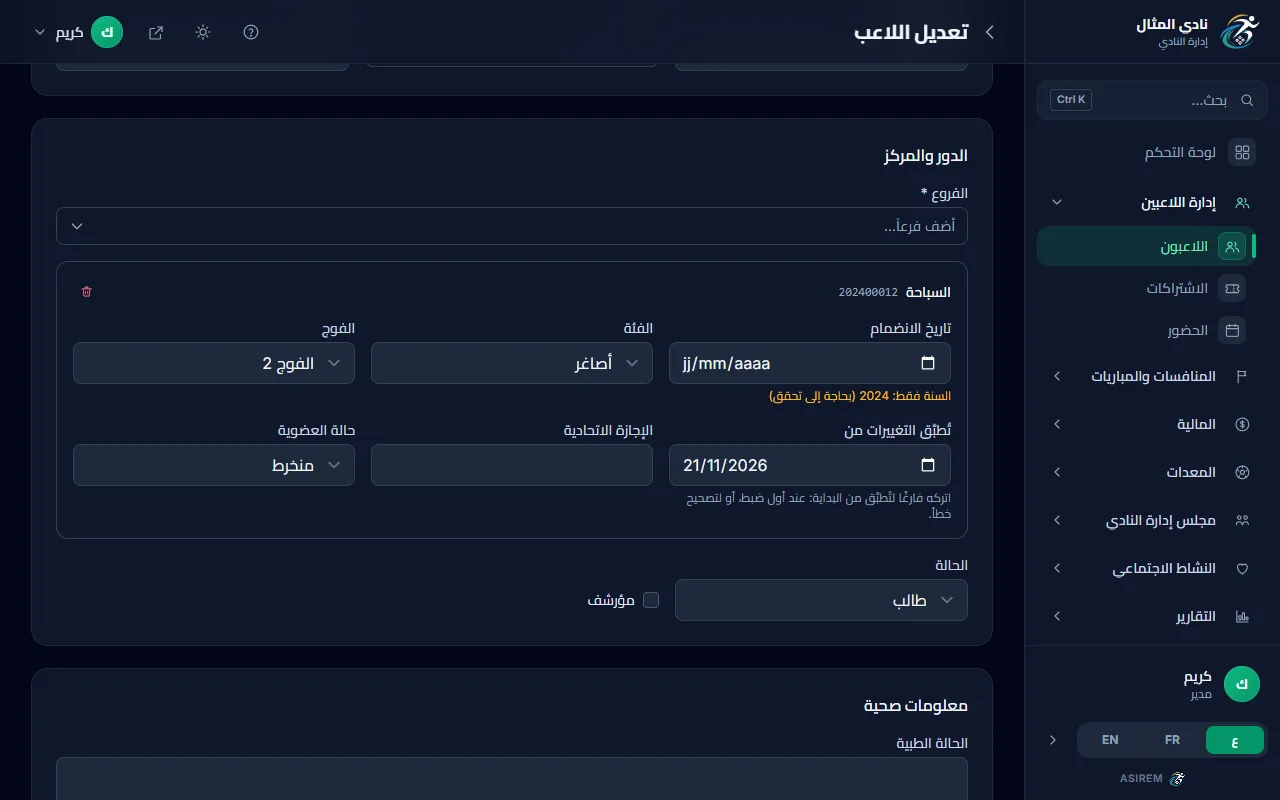 نادي المثال
إدارة النادي
بحث...
Ctrl K
لوحة التحكم
إدارة اللاعبين
اللاعبون
الاشتراكات
الحضور
المنافسات والمباريات
المالية
المعدات
مجلس إدارة النادي
النشاط الاجتماعي
التقارير
ك
كريم
مدير
ع
FR
EN
ASIREM
تعديل اللاعب
ك
كريم
الدور والمركز
الفروع *
أضف فرعاً...
السباحة 202400012
تاريخ الانضمام
الفئة
الفوج
jj/mm/aaaa
أصاغر
الفوج 2
السنة فقط: 2024 (بحاجة إلى تحقق)
تُطبَّق التغييرات من
الإجازة الاتحادية
حالة العضوية
21/11/2026
منخرط
اتركه فارغًا لتُطبَّق من البداية: عند أول ضبط، أو لتصحيح
خطأ.
الحالة
طالب
مؤرشف
معلومات صحية
الحالة الطبية